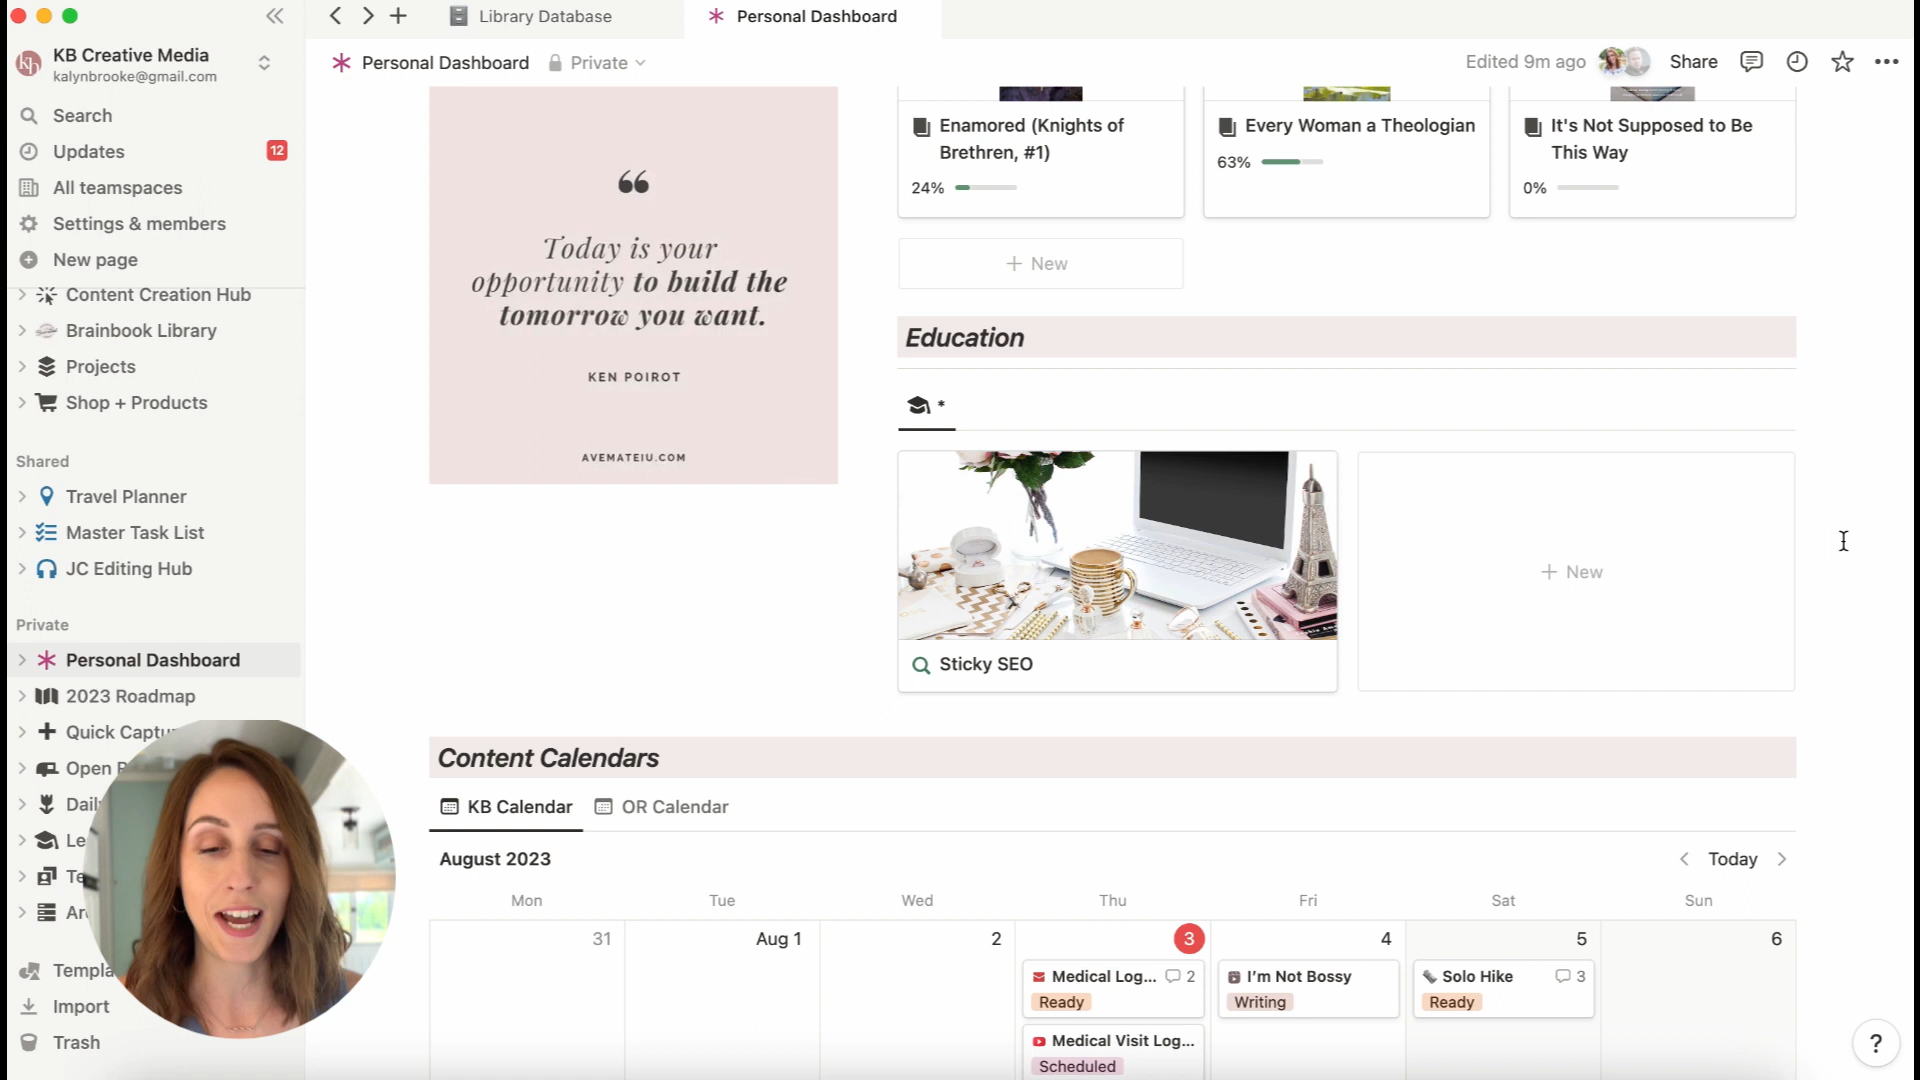 Library Database
Personal Dashboard
KB Creative Media
kalynbrooke@gmail.com
Personal Dashboard
Private
Edited 9m ago
Share
Search
Updates
12
All teamspaces
Settings & members
New page
Content Creation Hub
Brainbook Library
Projects
Shop + Products
Shared
Travel Planner
Master Task List
JC Editing Hub
Private
Personal Dashboard
2023 Roadmap
Quick Captu
Open
Import
Trash
“
Today is your
opportunity to build the
tomorrow you want.
KEN POIROT
AVEMATEIU.COM
Enamored (Knights of
Brethren, #1)
24%
Every Woman a Theologian
63%
It's Not Supposed to Be
This Way
0%
+ New
Education
*
Sticky SEO
+ New
Content Calendars
KB Calendar
OR Calendar
August 2023
Today
Mon
Tue
Wed
Thu
Fri
Sat
Sun
31
Aug 1
2
3
4
5
6
Medical Log... 2
Ready
I’m Not Bossy
Writing
Solo Hike 3
Ready
Medical Visit Log...
Scheduled
?